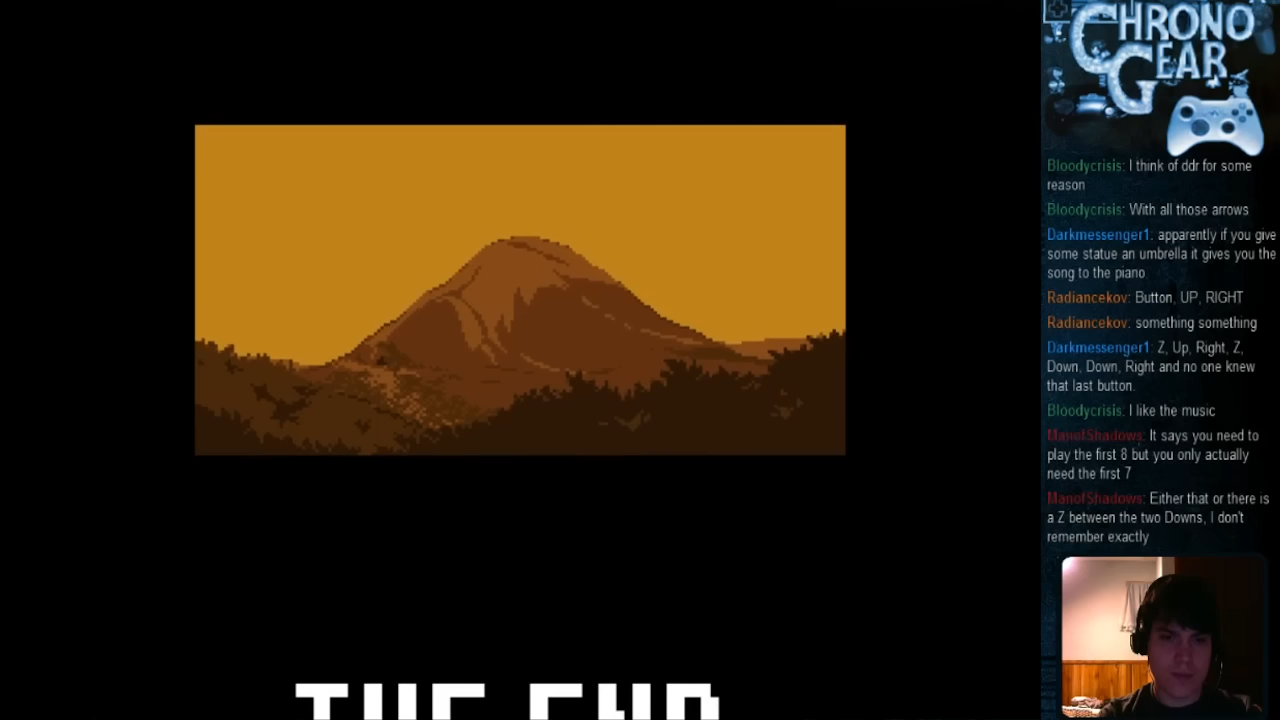 CHRONO
GEAR
Bloodycrisis: I think of ddr for some
reason
Bloodycrisis: With all those arrows
Darkmessenger1: apparently if you give
some statue an umbrella it gives you the
song to the piano
Radiancekov: Button, UP, RIGHT
Radiancekov: something something
Darkmessenger1: Z, Up, Right, Z,
Down, Down, Right and no one knew
that last button.
Bloodycrisis: I like the music
ManofShadows: It says you need to
play the first 8 but you only actually
need the first 7
ManofShadows: Either that or there is
a Z between the two Downs, I don't
remember exactly
THE END